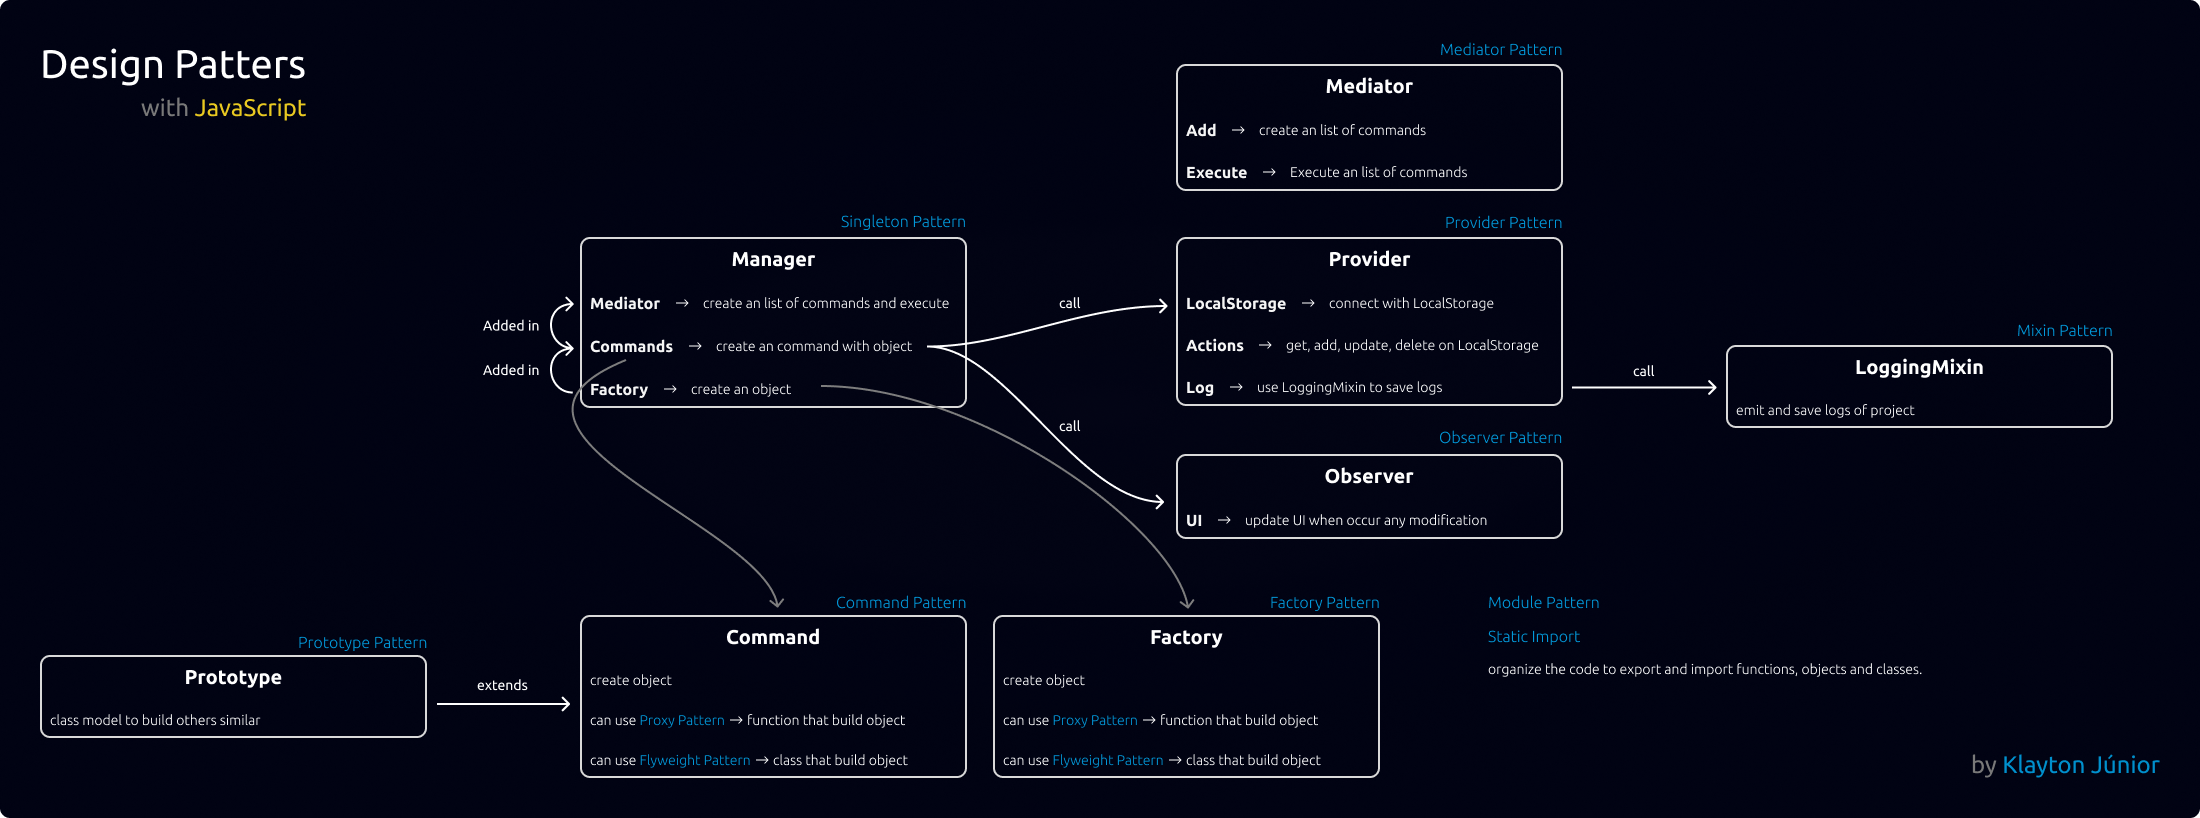 Design Patters
with JavaScript
Mediator Pattern
Mediator
Add → create an list of commands
Execute → Execute an list of commands
Singleton Pattern
Manager
Mediator → create an list of commands and execute
Commands → create an command with object
Factory → create an object
Added in
Added in
call
call
Provider Pattern
Provider
LocalStorage → connect with LocalStorage
Actions → get, add, update, delete on LocalStorage
Log → use LoggingMixin to save logs
call
Mixin Pattern
LoggingMixin
emit and save logs of project
Observer Pattern
Observer
UI → update UI when occur any modification
Prototype Pattern
Prototype
class model to build others similar
extends
Command Pattern
Command
create object
can use Proxy Pattern → function that build object
can use Flyweight Pattern → class that build object
Factory Pattern
Factory
create object
can use Proxy Pattern → function that build object
can use Flyweight Pattern → class that build object
Module Pattern
Static Import
organize the code to export and import functions, objects and classes.
by Klayton Júnior